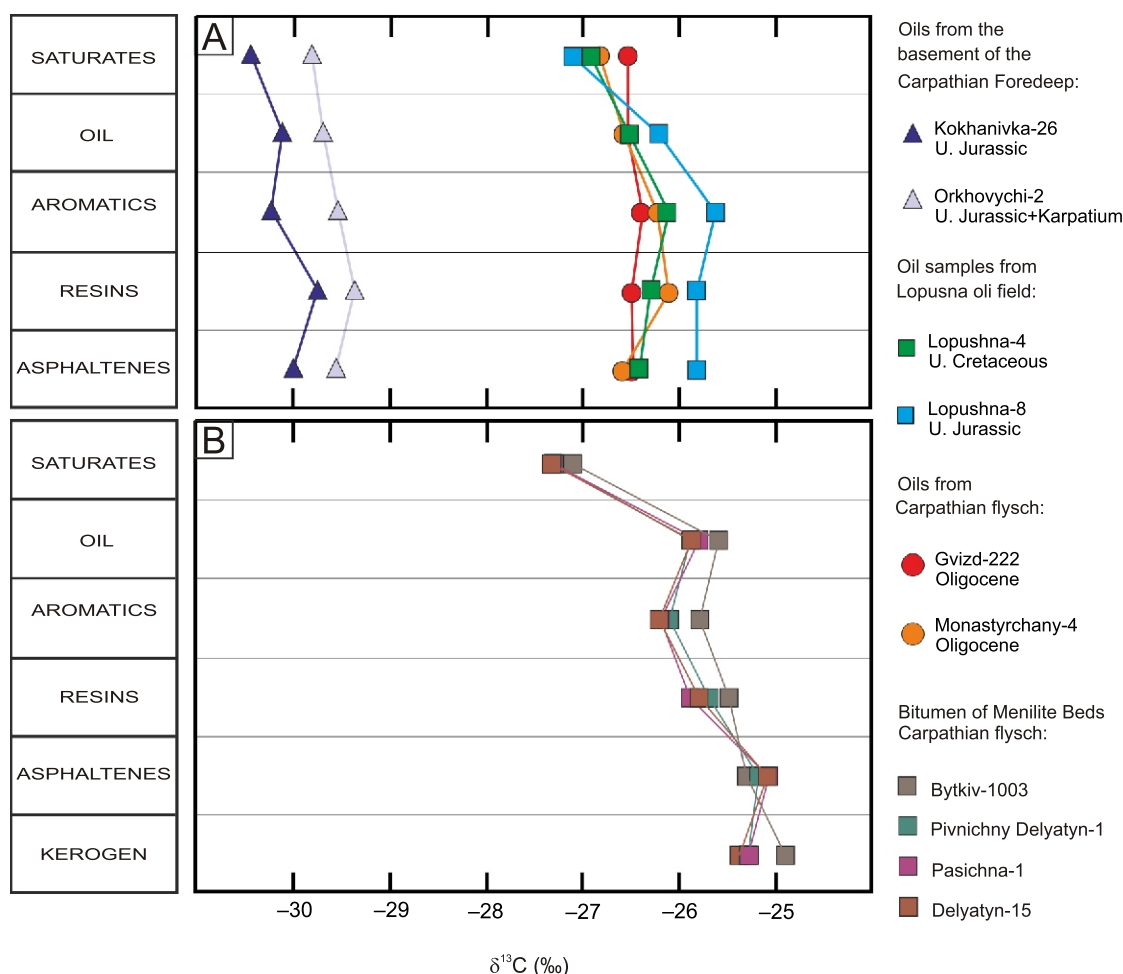 A
SATURATES
OIL
AROMATICS
RESINS
ASPHALTENES
B
SATURATES
OIL
AROMATICS
RESINS
ASPHALTENES
KEROGEN
–30
–29
–28
–27
–26
–25
δ¹³C (‰)
Oils from the
basement of the
Carpathian Foredeep:
Kokhanivka-26
U. Jurassic
Orkhovychi-2
U. Jurassic+Karpatium
Oil samples from
Lopusna oli field:
Lopushna-4
U. Cretaceous
Lopushna-8
U. Jurassic
Oils from
Carpathian flysch:
Gvizd-222
Oligocene
Monastyrchany-4
Oligocene
Bitumen of Menilite Beds
Carpathian flysch:
Bytkiv-1003
Pivnichny Delyatyn-1
Pasichna-1
Delyatyn-15